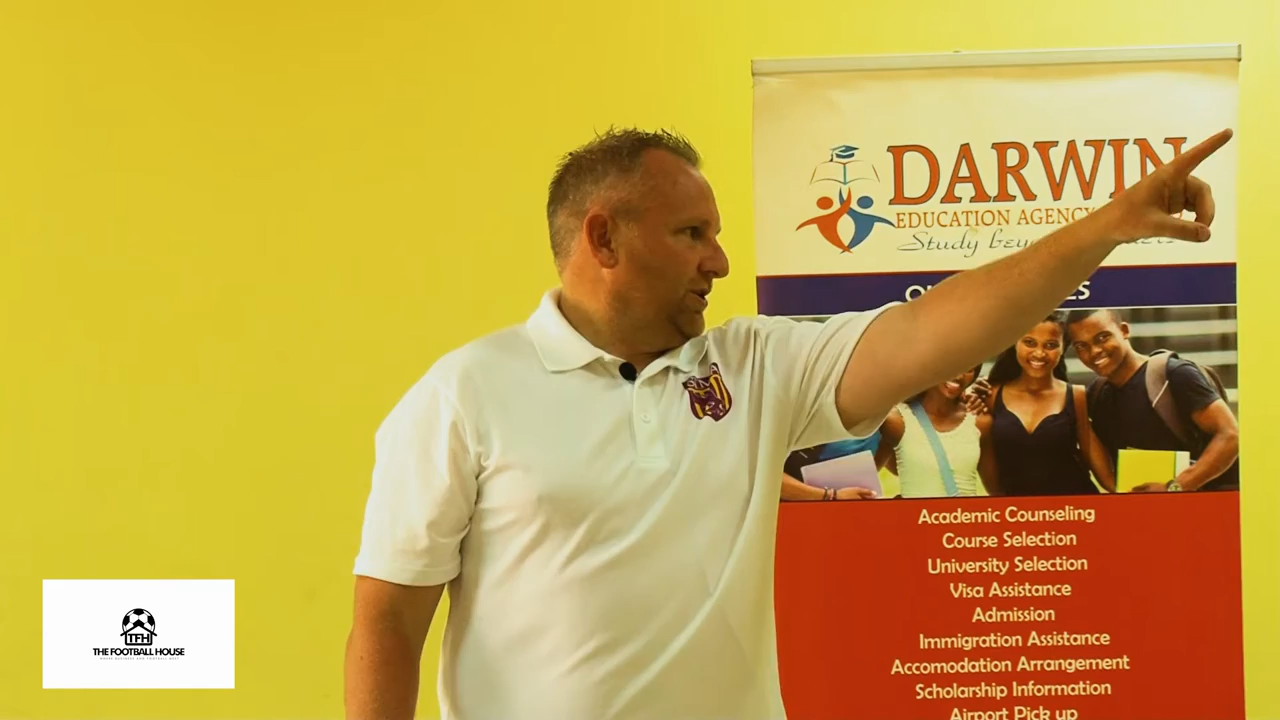 DARWIN
EDUCATION AGENCY
Study
Academic Counseling
Course Selection
University Selection
Visa Assistance
Admission
Immigration Assistance
Accomodation Arrangement
Scholarship Information
Airport Pick up
TFH
THE FOOTBALL HOUSE